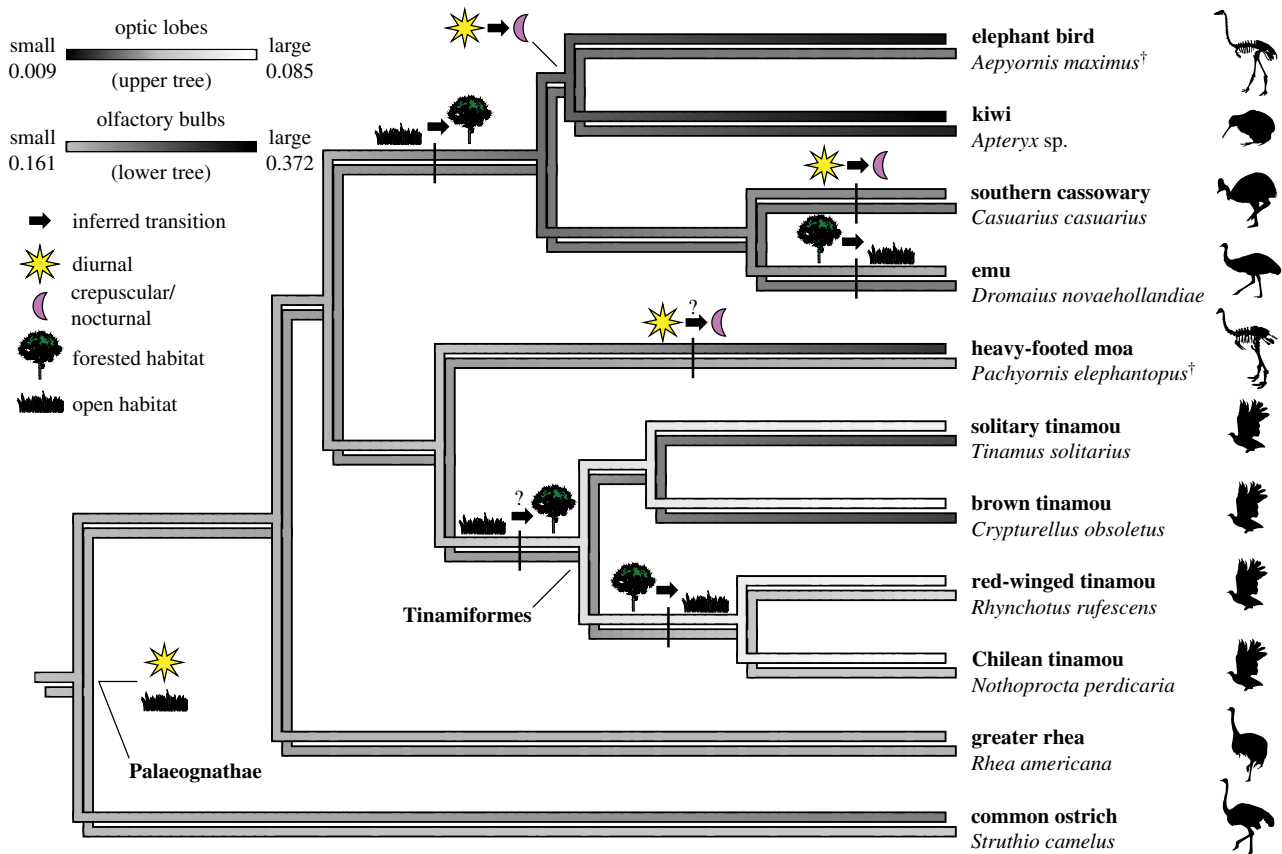 optic lobes
small large
0.009 0.085
(upper tree)
olfactory bulbs
small large
0.161 0.372
(lower tree)
inferred transition
diurnal
crepuscular/
nocturnal
forested habitat
open habitat
elephant bird
Aepyornis maximus†
kiwi
Apteryx sp.
southern cassowary
Casuarius casuarius
emu
Dromaius novaehollandiae
?
heavy-footed moa
Pachyornis elephantopus†
solitary tinamou
Tinamus solitarius
?
brown tinamou
Crypturellus obsoletus
Tinamiformes
red-winged tinamou
Rhynchotus rufescens
Chilean tinamou
Nothoprocta perdicaria
Palaeognathae
greater rhea
Rhea americana
common ostrich
Struthio camelus